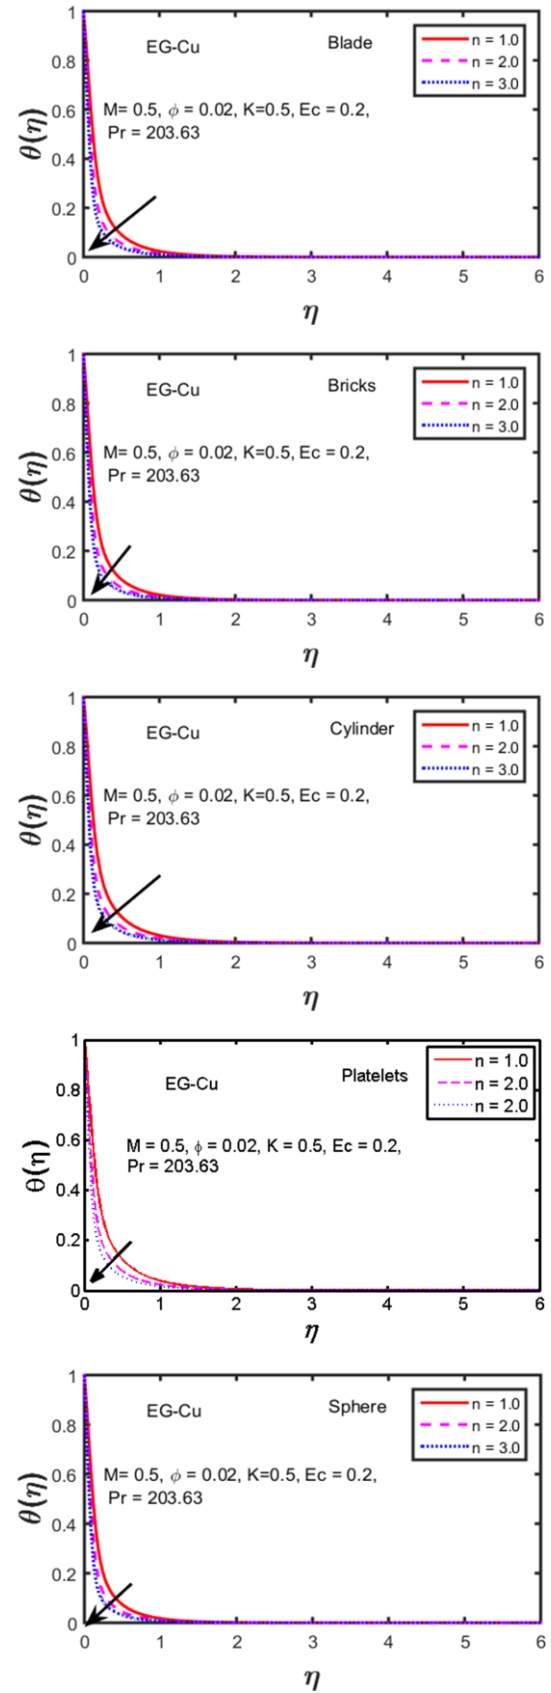 EG-Cu
Blade
n = 1.0
n = 2.0
n = 3.0
M= 0.5, ϕ = 0.02, K=0.5, Ec = 0.2,
Pr = 203.63
θ(η)
1
0.8
0.6
0.4
0.2
0
0 1 2 3 4 5 6
η
EG-Cu
Bricks
n = 1.0
n = 2.0
n = 3.0
M= 0.5, ϕ = 0.02, K=0.5, Ec = 0.2,
Pr = 203.63
θ(η)
1
0.8
0.6
0.4
0.2
0
0 1 2 3 4 5 6
η
EG-Cu
Cylinder
n = 1.0
n = 2.0
n = 3.0
M= 0.5, ϕ = 0.02, K=0.5, Ec = 0.2,
Pr = 203.63
θ(η)
1
0.8
0.6
0.4
0.2
0
0 1 2 3 4 5 6
η
EG-Cu
Platelets
n = 1.0
n = 2.0
n = 2.0
M = 0.5, ϕ = 0.02, K = 0.5, Ec = 0.2,
Pr = 203.63
θ(η)
1
0.8
0.6
0.4
0.2
0
0 1 2 3 4 5 6
η
EG-Cu
Sphere
n = 1.0
n = 2.0
n = 3.0
M= 0.5, ϕ = 0.02, K=0.5, Ec = 0.2,
Pr = 203.63
θ(η)
1
0.8
0.6
0.4
0.2
0
0 1 2 3 4 5 6
η